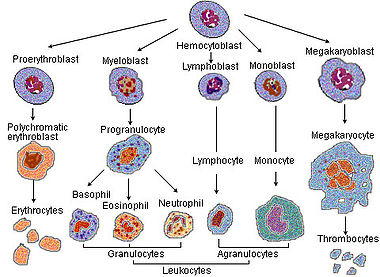 Hemocytoblast
Proerythroblast
Myeloblast
Lymphoblast
Monoblast
Megakaryoblast
Polychromatic
erythroblast
Progranulocyte
Lymphocyte
Monocyte
Megakaryocyte
Basophil
Eosinophil
Neutrophil
Erythrocytes
Thrombocytes
Granulocytes
Agranulocytes
Leukocytes